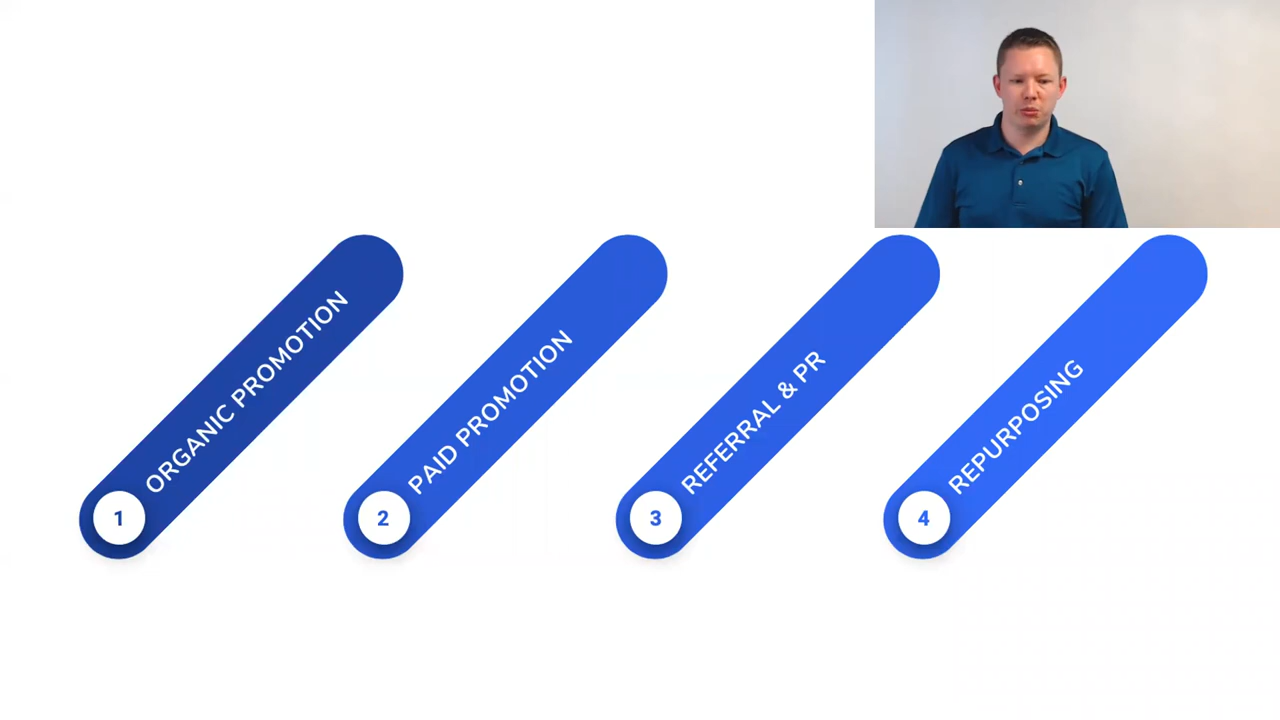 ORGANIC PROMOTION
1
PAID PROMOTION
2
REFERRAL & PR
3
REPURPOSING
4